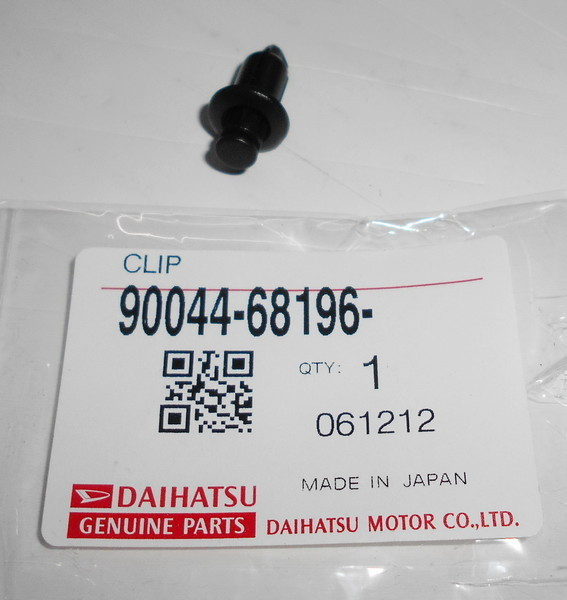 CLIP
90044-68196-
QTY: 1
061212
MADE IN JAPAN
DAIHATSU
GENUINE PARTS DAIHATSU MOTOR CO.,LTD.